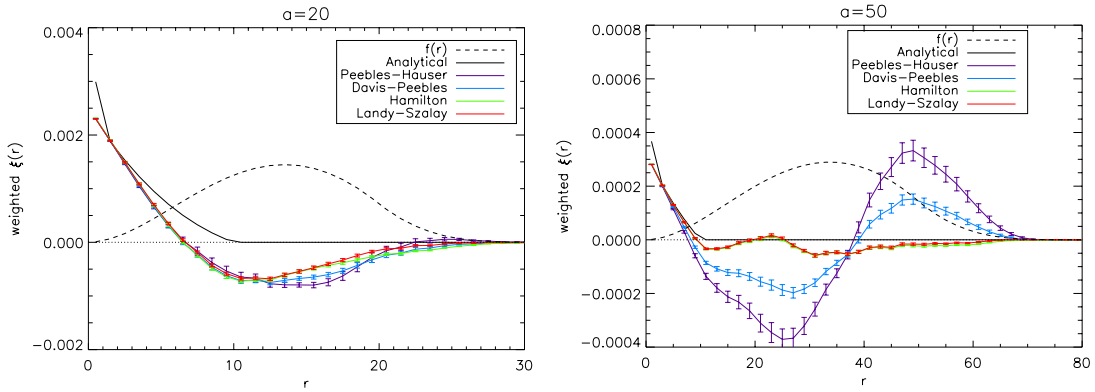 a=20
0.004
0.002
0.000
−0.002
weighted ξ(r)
0
10
20
30
r
f(r)
Analytical
Peebles−Hauser
Davis−Peebles
Hamilton
Landy−Szalay
a=50
0.0008
0.0006
0.0004
0.0002
0.0000
−0.0002
−0.0004
weighted ξ(r)
0
20
40
60
80
r
f(r)
Analytical
Peebles−Hauser
Davis−Peebles
Hamilton
Landy−Szalay